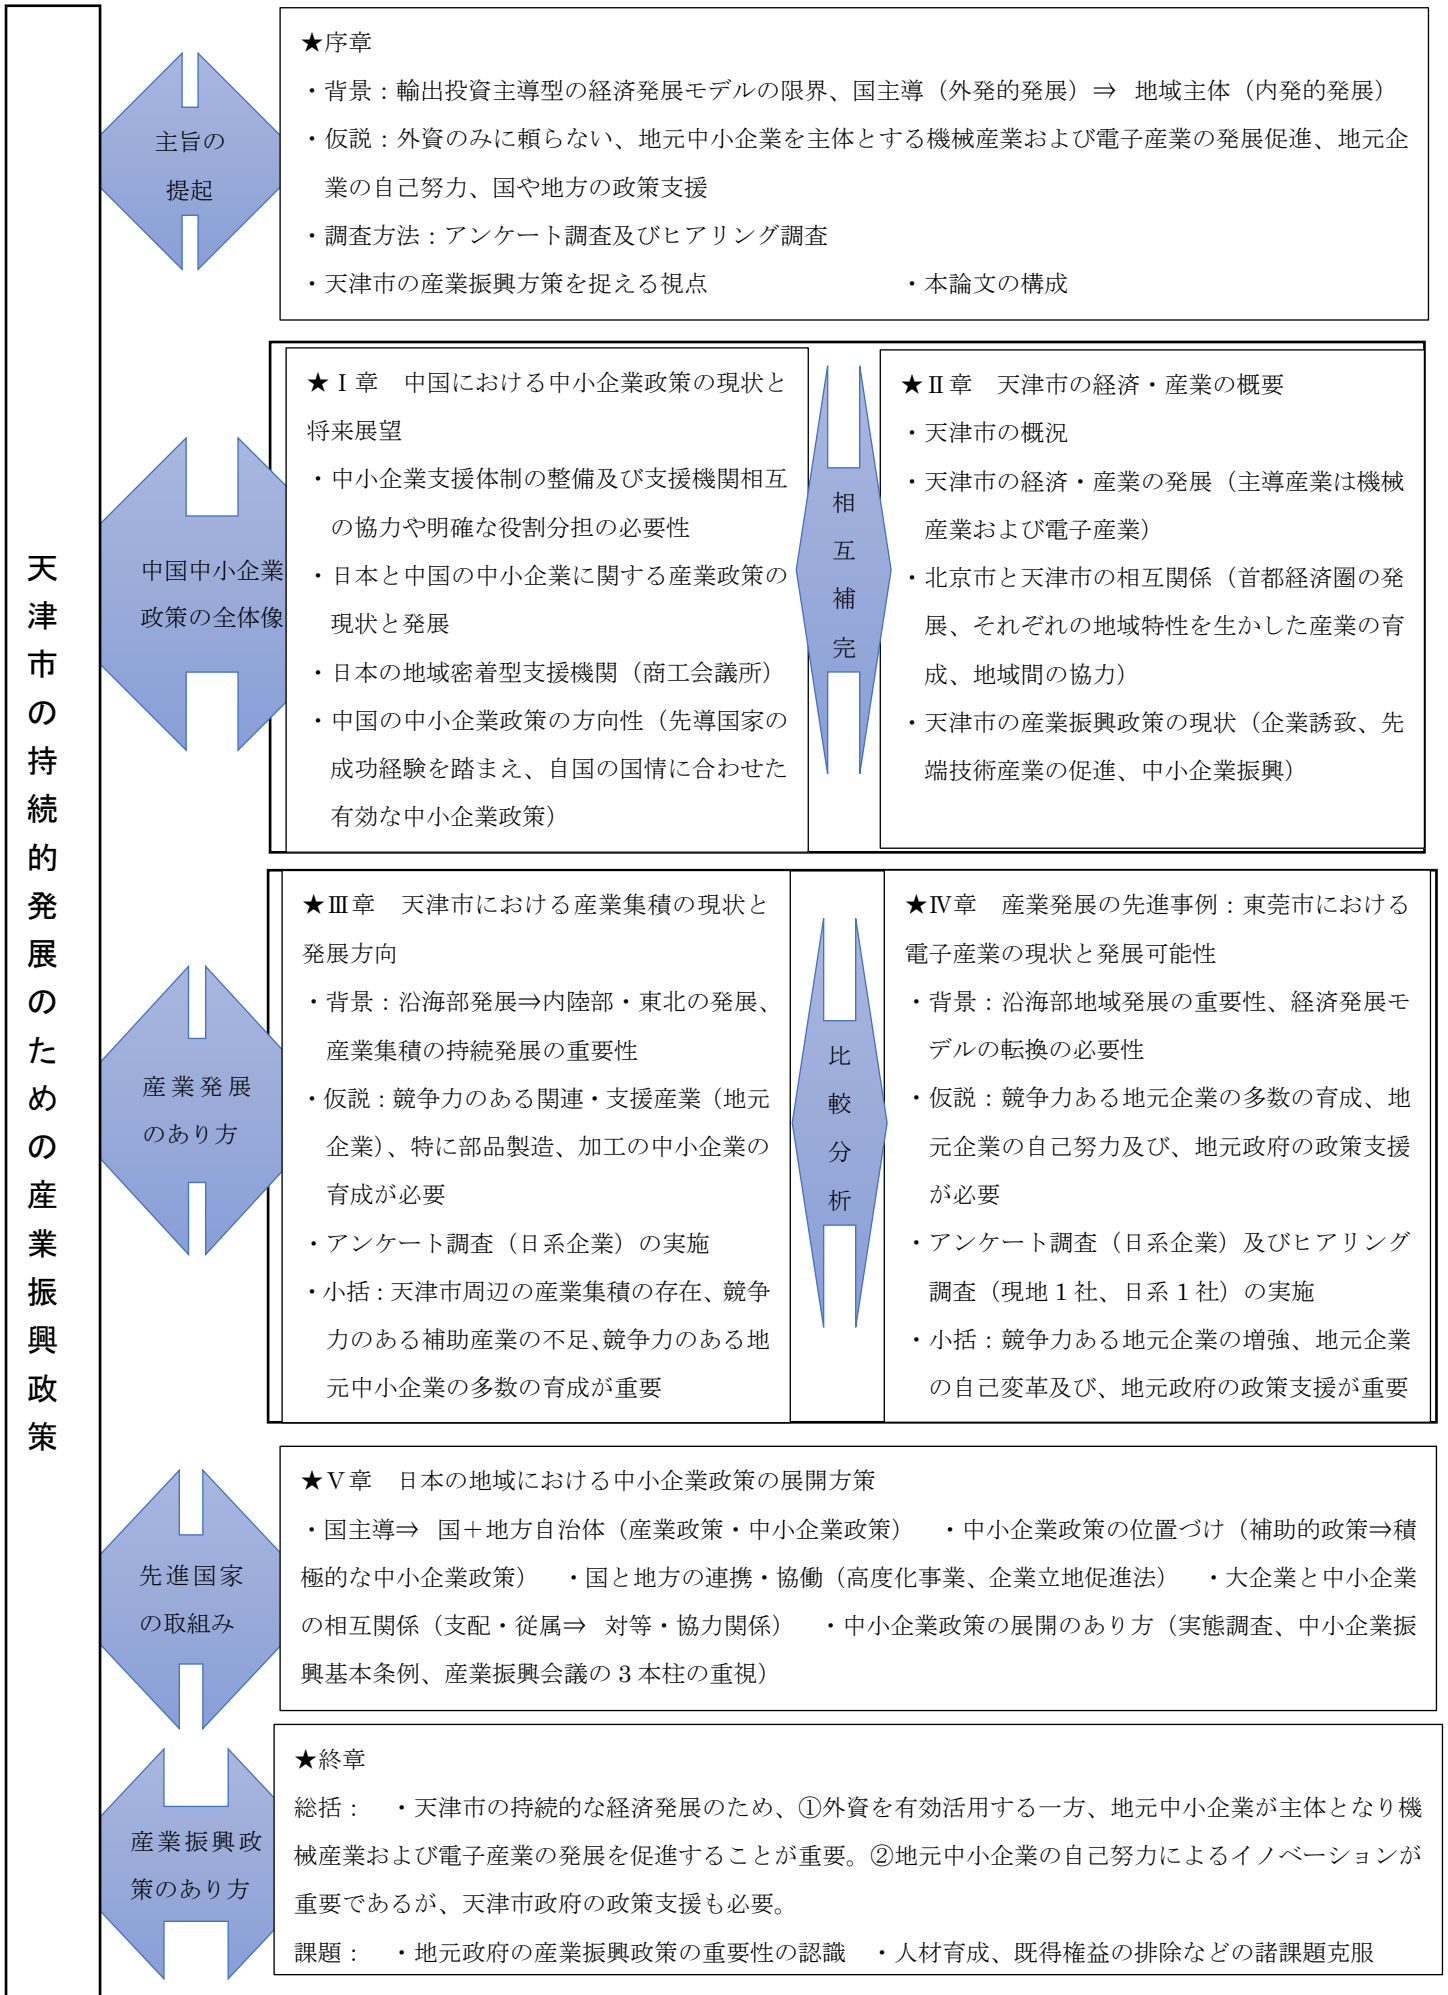 天津市の持続的発展のための産業振興政策
主旨の
提起
★序章
・背景：輸出投資主導型の経済発展モデルの限界、国主導（外発的発展）⇒ 地域主体（内発的発展）
・仮説：外資のみに頼らない、地元中小企業を主体とする機械産業および電子産業の発展促進、地元企
業の自己努力、国や地方の政策支援
・調査方法：アンケート調査及びヒアリング調査
・天津市の産業振興方策を捉える視点 ・本論文の構成
中国中小企業
政策の全体像
★Ⅰ章 中国における中小企業政策の現状と
将来展望
・中小企業支援体制の整備及び支援機関相互
の協力や明確な役割分担の必要性
・日本と中国の中小企業に関する産業政策の
現状と発展
・日本の地域密着型支援機関（商工会議所）
・中国の中小企業政策の方向性（先導国家の
成功経験を踏まえ、自国の国情に合わせた
有効な中小企業政策）
相互補完
★Ⅱ章 天津市の経済・産業の概要
・天津市の概況
・天津市の経済・産業の発展（主導産業は機械
産業および電子産業）
・北京市と天津市の相互関係（首都経済圏の発
展、それぞれの地域特性を生かした産業の育
成、地域間の協力）
・天津市の産業振興政策の現状（企業誘致、先
端技術産業の促進、中小企業振興）
産業発展
のあり方
★Ⅲ章 天津市における産業集積の現状と
発展方向
・背景：沿海部発展⇒内陸部・東北の発展、
産業集積の持続発展の重要性
・仮説：競争力のある関連・支援産業（地元
企業）、特に部品製造、加工の中小企業の
育成が必要
・アンケート調査（日系企業）の実施
・小括：天津市周辺の産業集積の存在、競争
力のある補助産業の不足、競争力のある地
元中小企業の多数の育成が重要
比較分析
★Ⅳ章 産業発展の先進事例：東莞市における
電子産業の現状と発展可能性
・背景：沿海部地域発展の重要性、経済発展モ
デルの転換の必要性
・仮説：競争力ある地元企業の多数の育成、地
元企業の自己努力及び、地元政府の政策支援
が必要
・アンケート調査（日系企業）及びヒアリング
調査（現地１社、日系１社）の実施
・小括：競争力ある地元企業の増強、地元企業
の自己変革及び、地元政府の政策支援が重要
先進国家
の取組み
★Ⅴ章 日本の地域における中小企業政策の展開方策
・国主導⇒ 国＋地方自治体（産業政策・中小企業政策） ・中小企業政策の位置づけ（補助的政策⇒積
極的な中小企業政策） ・国と地方の連携・協働（高度化事業、企業立地促進法） ・大企業と中小企業
の相互関係（支配・従属⇒ 対等・協力関係） ・中小企業政策の展開のあり方（実態調査、中小企業振
興基本条例、産業振興会議の３本柱の重視）
産業振興政
策のあり方
★終章
総括： ・天津市の持続的な経済発展のため、①外資を有効活用する一方、地元中小企業が主体となり機
械産業および電子産業の発展を促進することが重要。②地元中小企業の自己努力によるイノベーションが
重要であるが、天津市政府の政策支援も必要。
課題： ・地元政府の産業振興政策の重要性の認識 ・人材育成、既得権益の排除などの諸課題克服